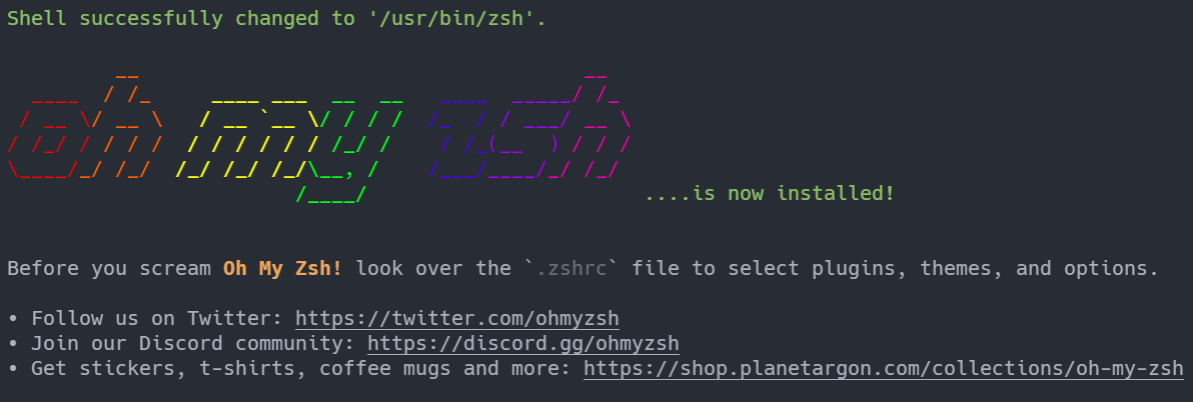 Shell successfully changed to '/usr/bin/zsh'.
oh my zsh
....is now installed!
Before you scream Oh My Zsh! look over the `.zshrc` file to select plugins, themes, and options.
• Follow us on Twitter: https://twitter.com/ohmyzsh
• Join our Discord community: https://discord.gg/ohmyzsh
• Get stickers, t-shirts, coffee mugs and more: https://shop.planetargon.com/collections/oh-my-zsh